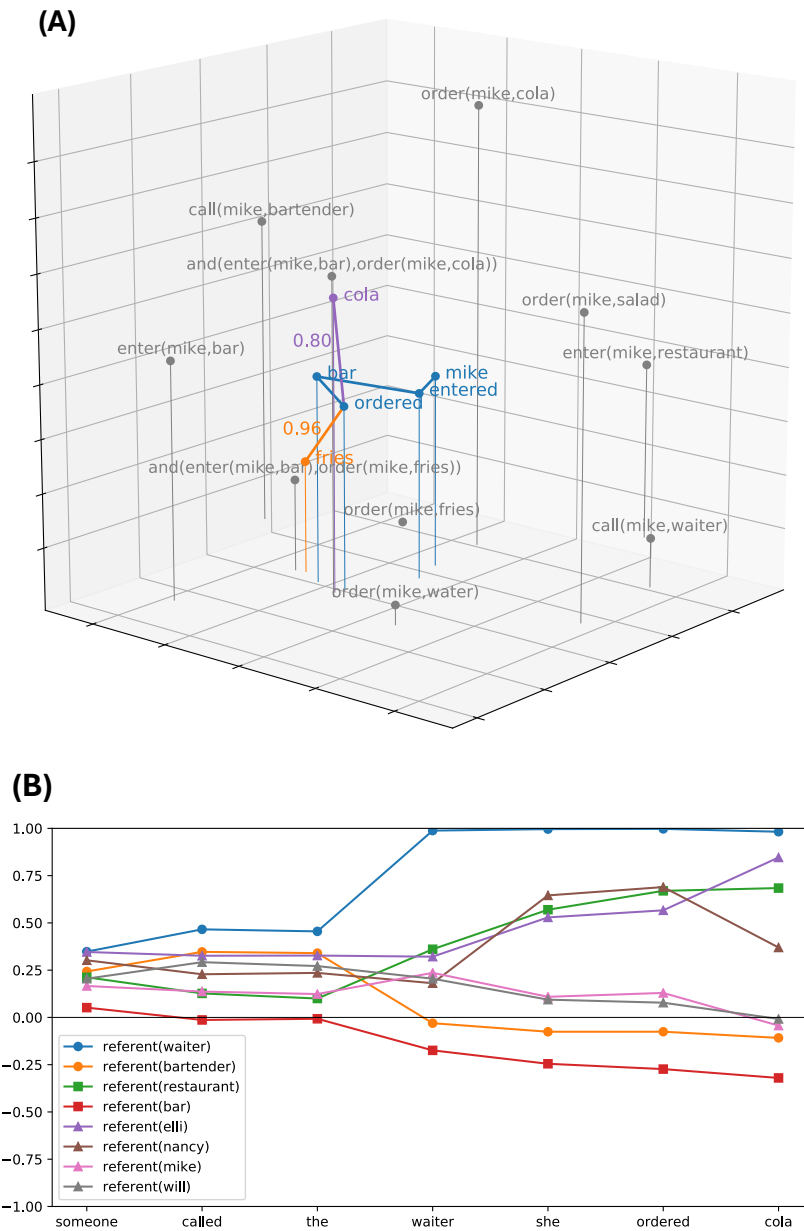 (A)
order(mike,cola)
call(mike,bartender)
and(enter(mike,bar),order(mike,cola))
cola
order(mike,salad)
0.80
enter(mike,bar)
enter(mike,restaurant)
bar
mike
entered
ordered
0.96
fries
and(enter(mike,bar),order(mike,fries))
order(mike,fries)
call(mike,waiter)
order(mike,water)
(B)
1.00
0.75
0.50
0.25
0.00
−0.25
−0.50
−0.75
−1.00
referent(waiter)
referent(bartender)
referent(restaurant)
referent(bar)
referent(elli)
referent(nancy)
referent(mike)
referent(will)
someone called the waiter she ordered cola